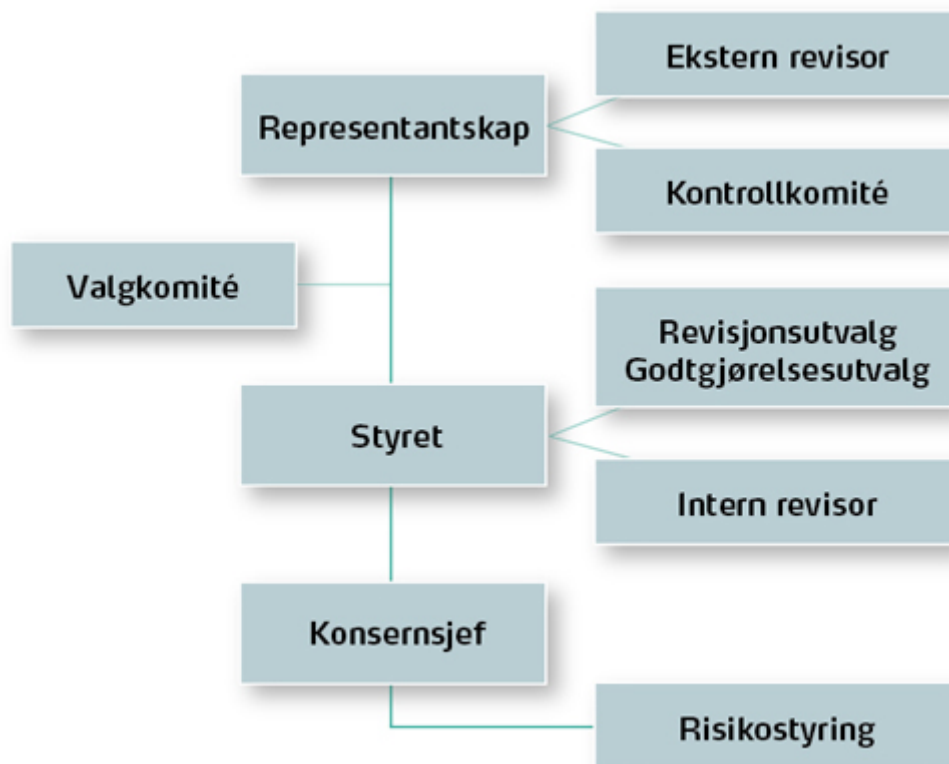 Ekstern revisor
Representantskap
Kontrollkomité
Valgkomité
Revisjonsutvalg
Godtgjørelsesutvalg
Styret
Intern revisor
Konsernsjef
Risikostyring